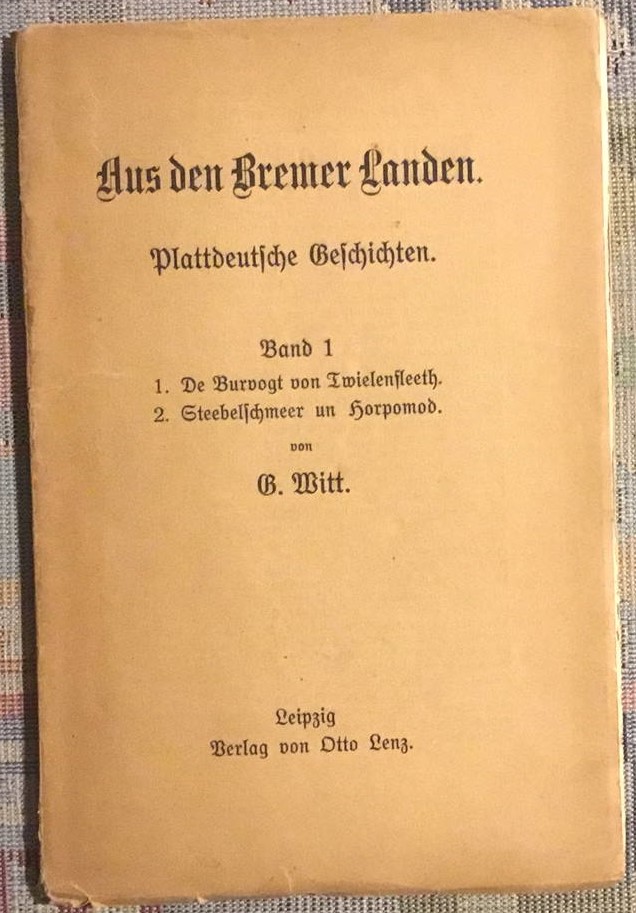 Aus den Bremer Landen.
Plattdeutſche Geſchichten.
Band 1
1. De Burvogt von Twielenfleeth.
2. Steebelſchmeer un Horpomod.
von
G. Witt.
Leipzig
Verlag von Otto Lenz.